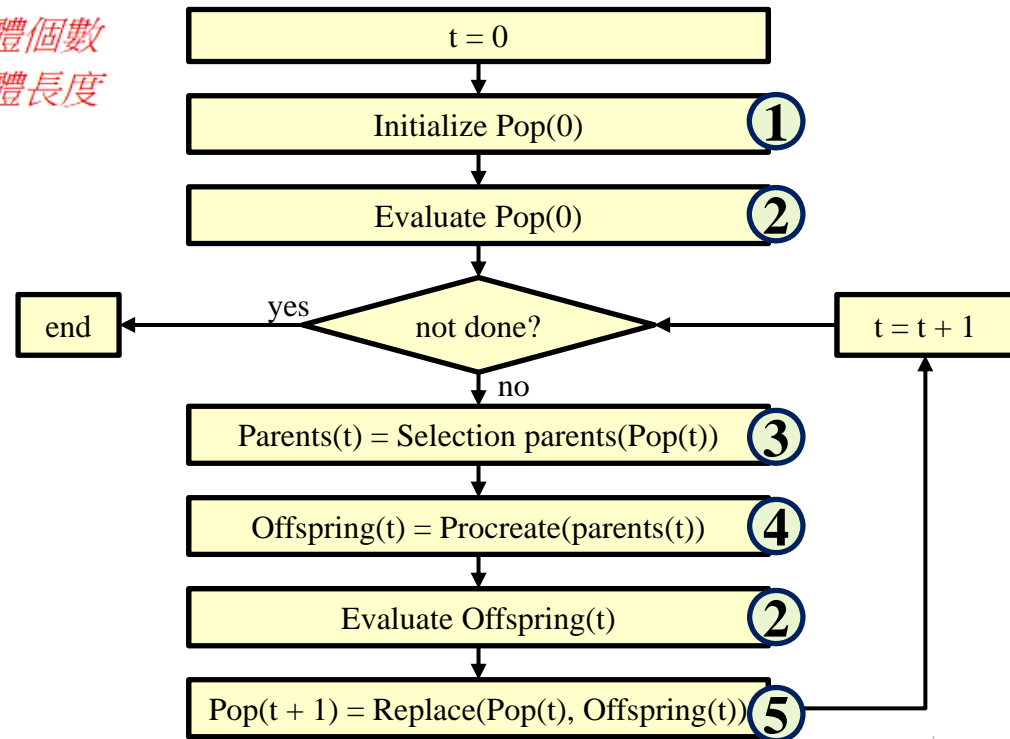 體個數
體長度
t = 0
Initialize Pop(0)
1
Evaluate Pop(0)
2
not done?
yes
end
t = t + 1
no
Parents(t) = Selection parents(Pop(t))
3
Offspring(t) = Procreate(parents(t))
4
Evaluate Offspring(t)
2
Pop(t + 1) = Replace(Pop(t), Offspring(t))
5